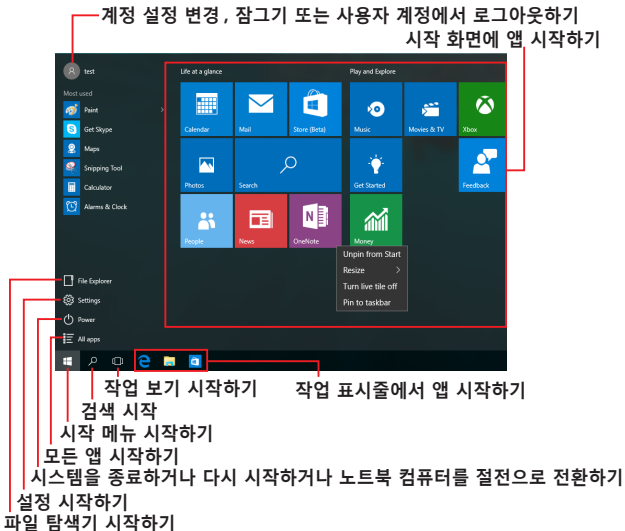 계정 설정 변경, 잠그기 또는 사용자 계정에서 로그아웃하기
시작 화면에 앱 시작하기
test
Life at a glance
Play and Explore
Most used
Paint
Get Skype
Maps
Snipping Tool
Calculator
Alarms & Clock
Calendar
Mail
Store (Beta)
Music
Movies & TV
Xbox
Photos
Search
Get Started
Feedback
People
News
OneNote
Money
Unpin from Start
Resize
Turn live tile off
Pin to taskbar
File Explorer
Settings
Power
All apps
작업 보기 시작하기
작업 표시줄에서 앱 시작하기
검색 시작
시작 메뉴 시작하기
모든 앱 시작하기
시스템을 종료하거나 다시 시작하거나 노트북 컴퓨터를 절전으로 전환하기
설정 시작하기
파일 탐색기 시작하기